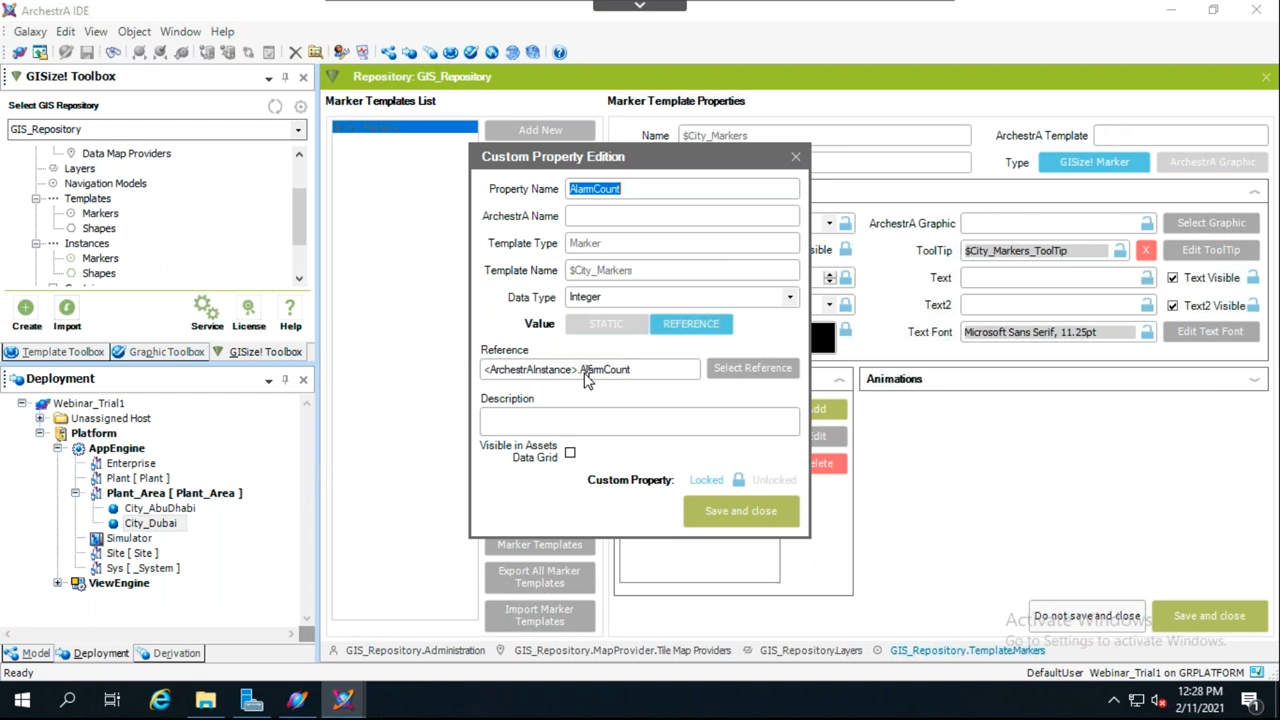 ArchestrA IDE
Galaxy Edit View Object Window Help
GISize! Toolbox
Select GIS Repository
GIS_Repository
Data Map Providers
Layers
Navigation Models
Templates
Markers
Shapes
Instances
Markers
Shapes
Create Import Service License Help
Template Toolbox Graphic Toolbox GISize! Toolbox
Deployment
Webinar_Trial1
Unassigned Host
Platform
AppEngine
Enterprise
Plant [ Plant ]
Plant_Area [ Plant_Area ]
City_AbuDhabi
City_Dubai
Simulator
Site [ Site ]
Sys [ _System ]
ViewEngine
Model Deployment Derivation
Ready
Repository: GIS_Repository
Marker Templates List
Add New
Marker Templates
Export All Marker
Templates
Import Marker
Templates
Marker Template Properties
Name $City_Markers ArchestrA Template
Type GISize! Marker ArchestrA Graphic
ArchestrA Graphic Select Graphic
ToolTip $City_Markers_ToolTip X Edit ToolTip
Text Text Visible
Text2 Text2 Visible
Text Font Microsoft Sans Serif, 11.25pt Edit Text Font
Animations
Custom Property Edition
Property Name AlarmCount
ArchestrA Name
Template Type Marker
Template Name $City_Markers
Data Type Integer
Value STATIC REFERENCE
Reference
<ArchestrAInstance>.AlarmCount Select Reference
Description
Visible in Assets
Data Grid
Custom Property: Locked Unlocked
Save and close
Do not save and close Save and close
Activate Windows
Go to Settings to activate Windows.
GIS_Repository.Administration GIS_Repository.MapProvider.Tile Map Providers GIS_Repository.Layers GIS_Repository.Template.Markers
DefaultUser Webinar_Trial1 on GRPLATFORM
12:28 PM
2/11/2021
1